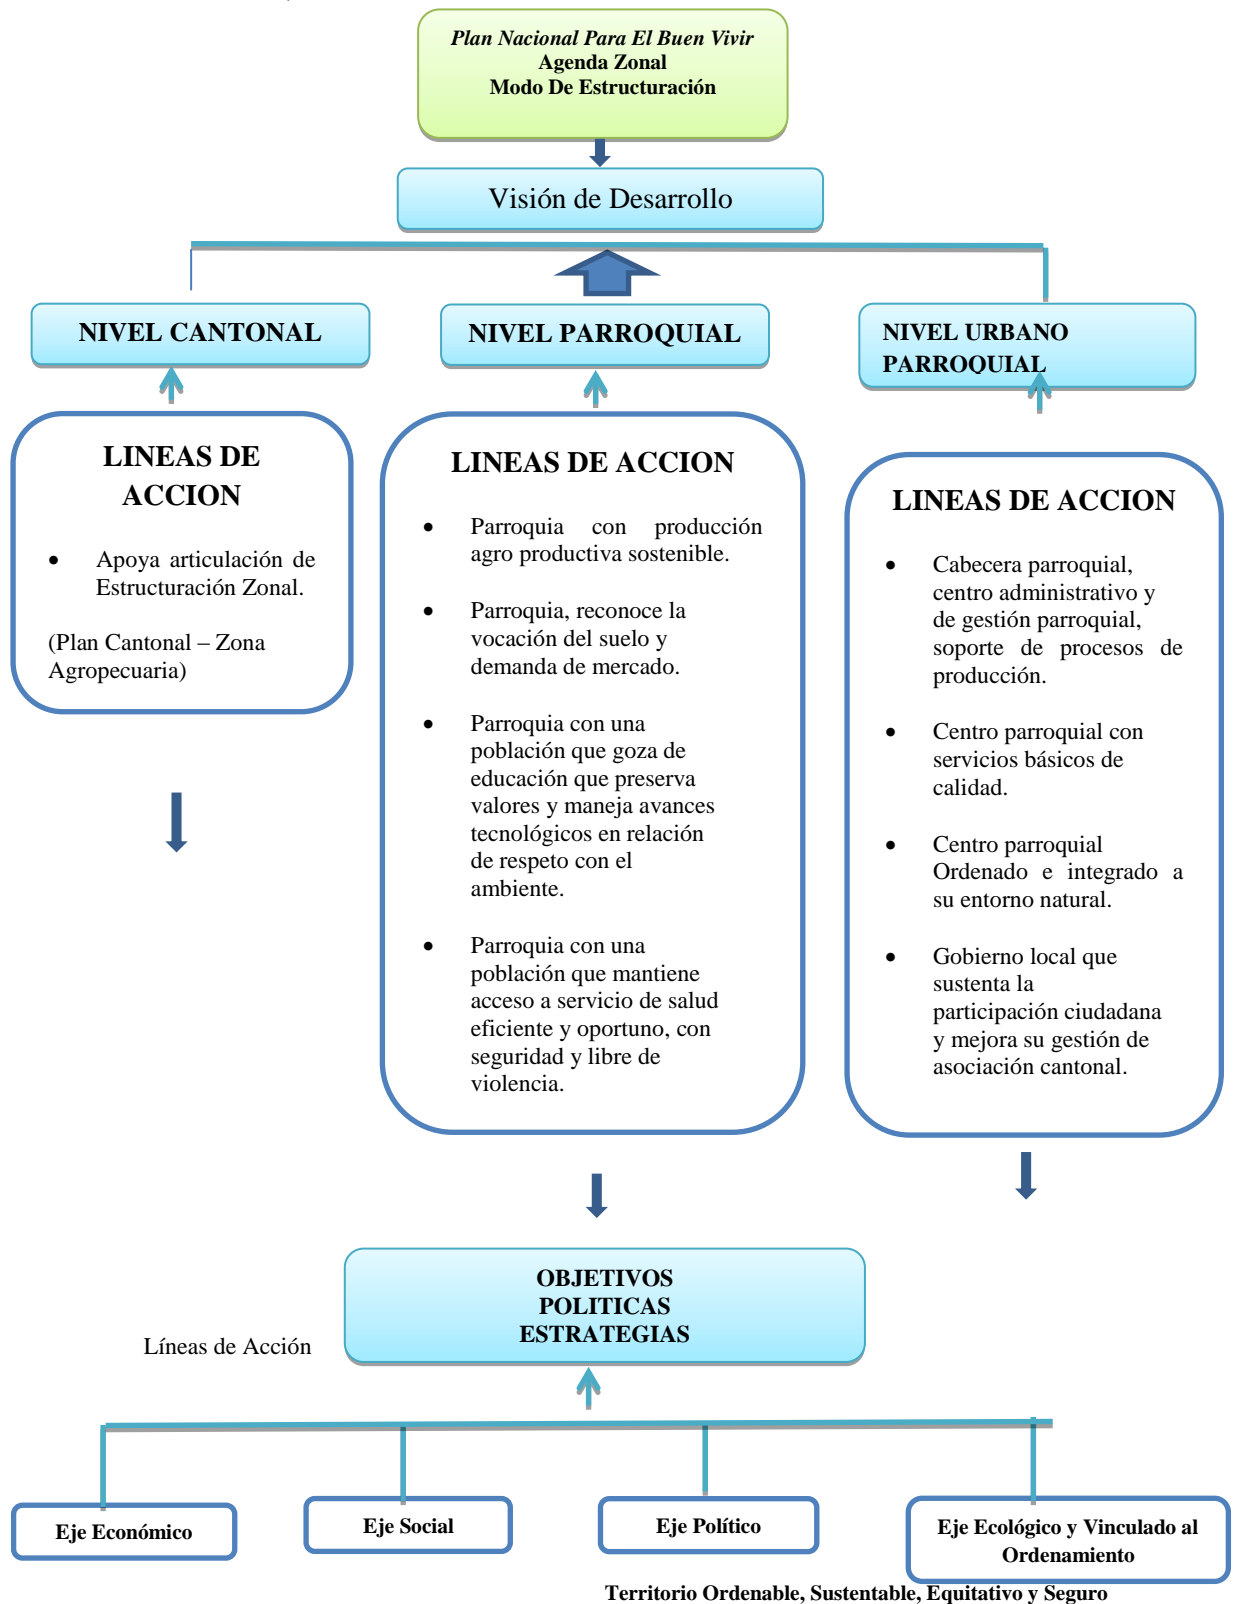 Plan Nacional Para El Buen Vivir
Agenda Zonal
Modo De Estructuración
Visión de Desarrollo
NIVEL CANTONAL
NIVEL PARROQUIAL
NIVEL URBANO
PARROQUIAL
LINEAS DE
ACCION
• Apoya articulación de
Estructuración Zonal.
(Plan Cantonal – Zona
Agropecuaria)
LINEAS DE ACCION
• Parroquia con producción
agro productiva sostenible.
• Parroquia, reconoce la
vocación del suelo y
demanda de mercado.
• Parroquia con una
población que goza de
educación que preserva
valores y maneja avances
tecnológicos en relación
de respeto con el
ambiente.
• Parroquia con una
población que mantiene
acceso a servicio de salud
eficiente y oportuno, con
seguridad y libre de
violencia.
LINEAS DE ACCION
• Cabecera parroquial,
centro administrativo y
de gestión parroquial,
soporte de procesos de
producción.
• Centro parroquial con
servicios básicos de
calidad.
• Centro parroquial
Ordenado e integrado a
su entorno natural.
• Gobierno local que
sustenta la
participación ciudadana
y mejora su gestión de
asociación cantonal.
OBJETIVOS
POLITICAS
ESTRATEGIAS
Líneas de Acción
Eje Económico
Eje Social
Eje Político
Eje Ecológico y Vinculado al
Ordenamiento
Territorio Ordenable, Sustentable, Equitativo y Seguro